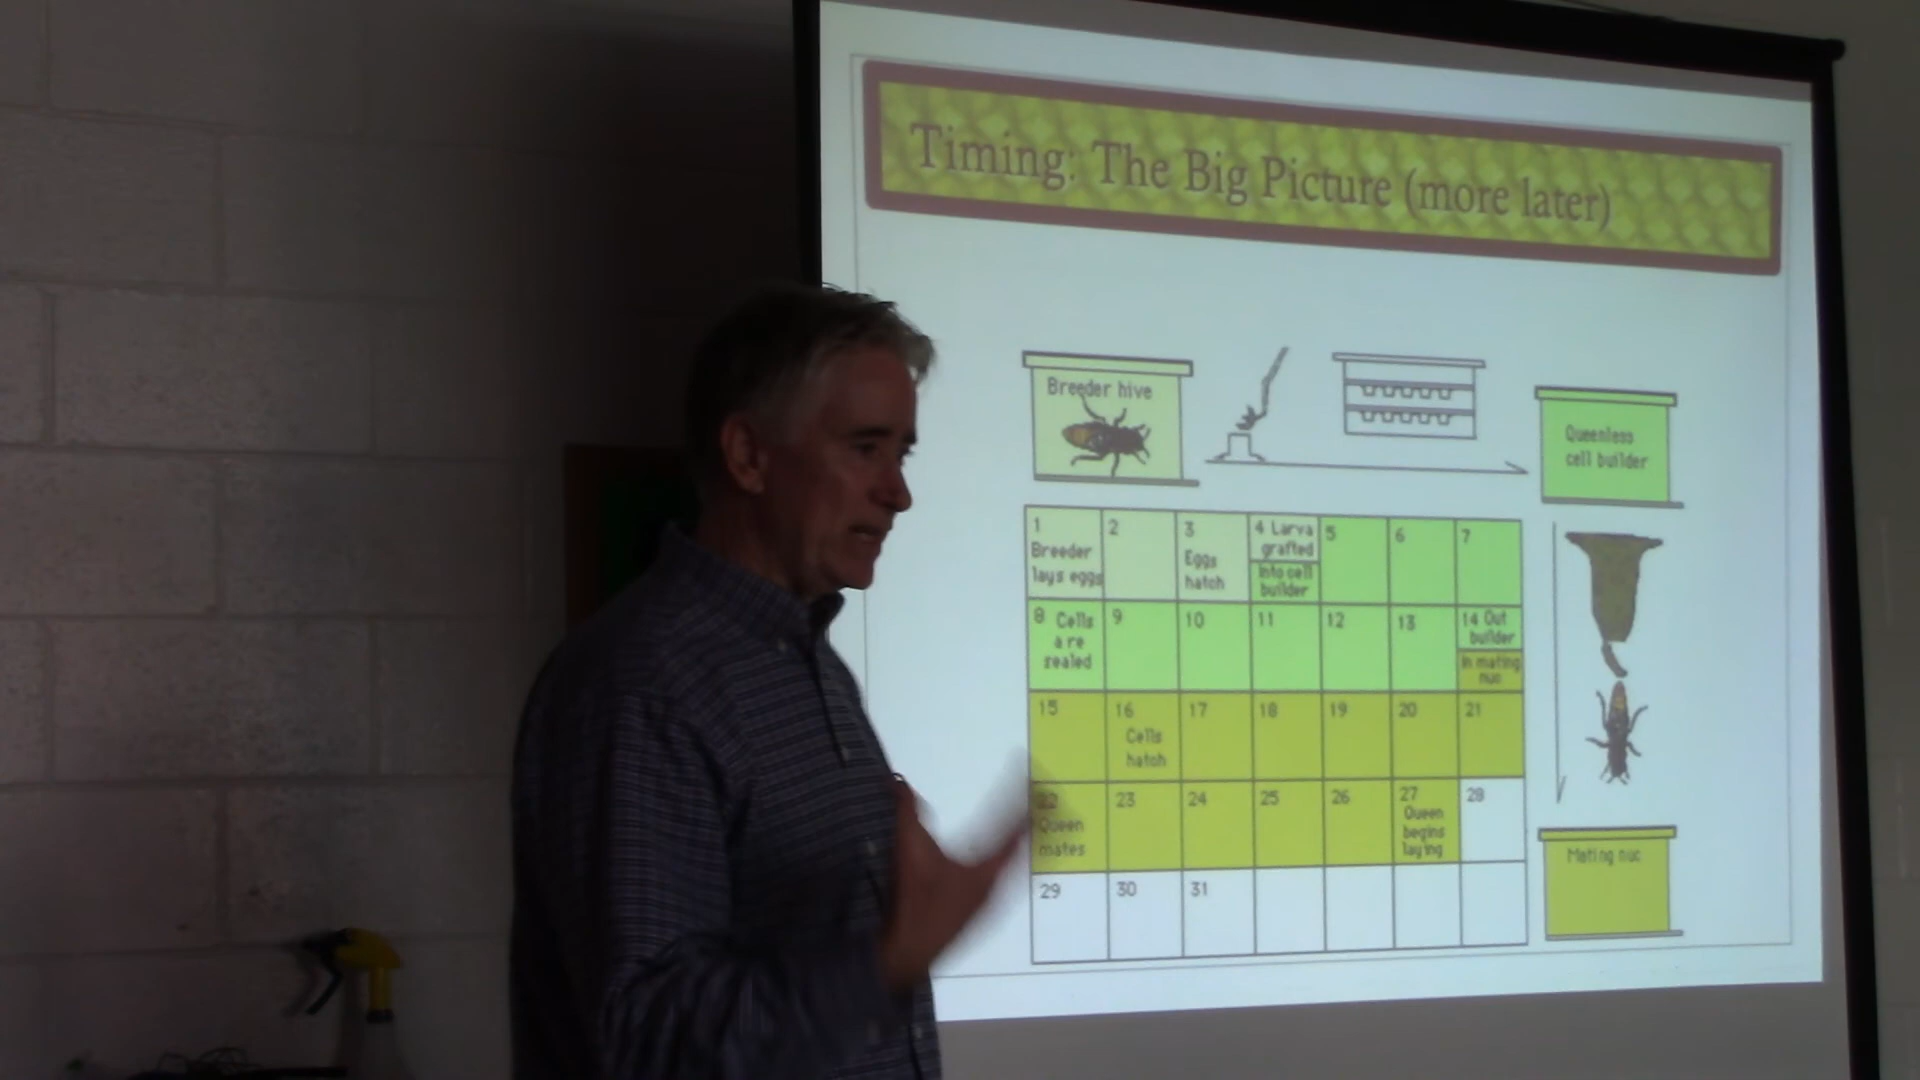 Timing: The Big Picture (more later)
Breeder hive
Queenless
cell builder
1
Breeder
lays eggs
2
3
Eggs
hatch
4 Larva
grafted
Into cell
builder
5
6
7
8 Cells
are
sealed
9
10
11
12
13
14 Out
builder
In mating
nuc
15
16
Cells
hatch
17
18
19
20
21
22
Queen
mates
23
24
25
26
27
Queen
begins
laying
28
29
30
31
Mating nuc